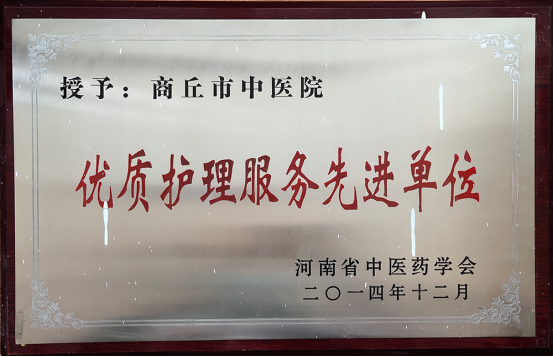 授予：商丘市中医院
优质护理服务先进单位
河南省中医药学会
二〇一四年十二月